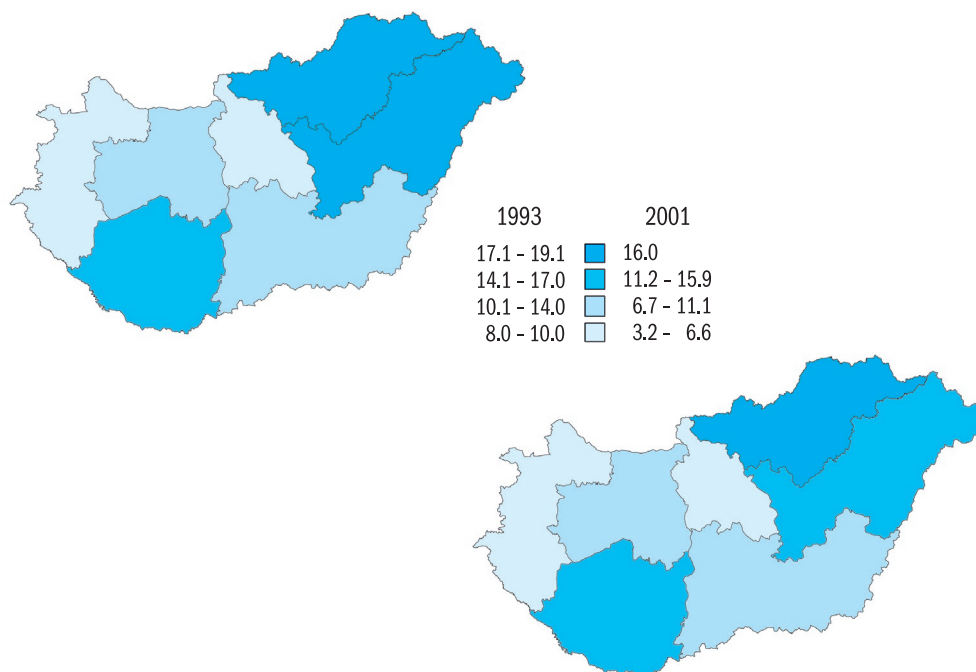 1993 2001
17.1 – 19.1 16.0
14.1 – 17.0 11.2 – 15.9
10.1 – 14.0 6.7 – 11.1
8.0 – 10.0 3.2 – 6.6